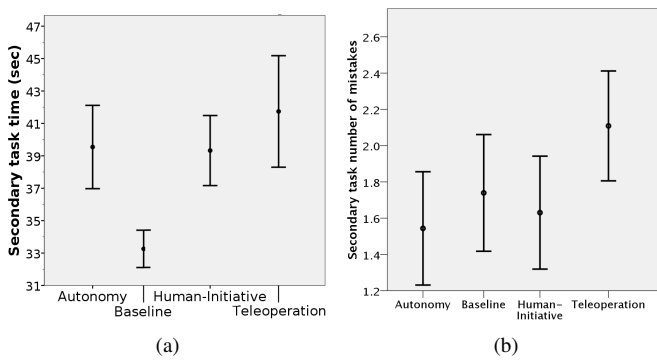 Secondary task time (sec)
47
45
43
41
39
37
35
33
31
Autonomy
Human-Initiative
Baseline
Teleoperation
(a)
Secondary task number of mistakes
2.6
2.4
2.2
2.0
1.8
1.6
1.4
1.2
Autonomy
Baseline
Human-
Initiative
Teleoperation
(b)